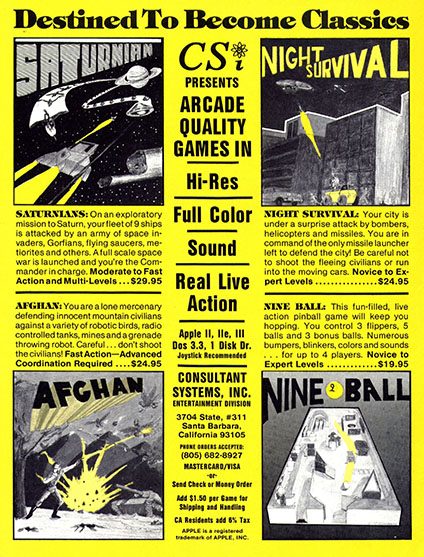 Destined To Become Classics
SATURNIAN
SATURNIANS: On an exploratory
mission to Saturn, your fleet of 9 ships
is attacked by an army of space in-
vaders, Gorfians, flying saucers, me-
tiorites and others. A full scale space
war is launched and you're the Com-
mander in charge. Moderate to Fast
Action and Multi-Levels . . . $29.95
AFGHAN: You are a lone mercenary
defending innocent mountain civilians
against a variety of robotic birds, radio
controlled tanks, mines and a grenade
throwing robot. Careful . . . don't shoot
the civilians! Fast Action—Advanced
Coordination Required . . . . $24.95
AFGHAN
CSi
PRESENTS
ARCADE
QUALITY
GAMES IN
Hi-Res
Full Color
Sound
Real Live
Action
Apple II, IIe, III
Dos 3.3, 1 Disk Dr.
Joystick Recommended
CONSULTANT
SYSTEMS, INC.
ENTERTAINMENT DIVISION
3704 State, #311
Santa Barbara,
California 93105
PHONE ORDERS ACCEPTED:
(805) 682-8927
MASTERCARD/VISA
-or-
Send Check or Money Order
Add $1.50 per Game for
Shipping and Handling
CA Residents add 6% Tax
APPLE is a registered
trademark of APPLE, INC.
NIGHT SURVIVAL
NIGHT SURVIVAL: Your city is
under a surprise attack by bombers,
helicopters and missiles. You are in
command of the only missile launcher
left to defend the city! Be careful not
to shoot the fleeing civilians or run
into the moving cars. Novice to Ex-
pert Levels . . . . . . . . . . . . . . . $24.95
NINE BALL: This fun-filled, live
action pinball game will keep you
hopping. You control 3 flippers, 5
balls and 3 bonus balls. Numerous
bumpers, blinkers, colors and sounds
. . . for up to 4 players. Novice to
Expert Levels . . . . . . . . . . . . . $19.95
NINE 2 BALL